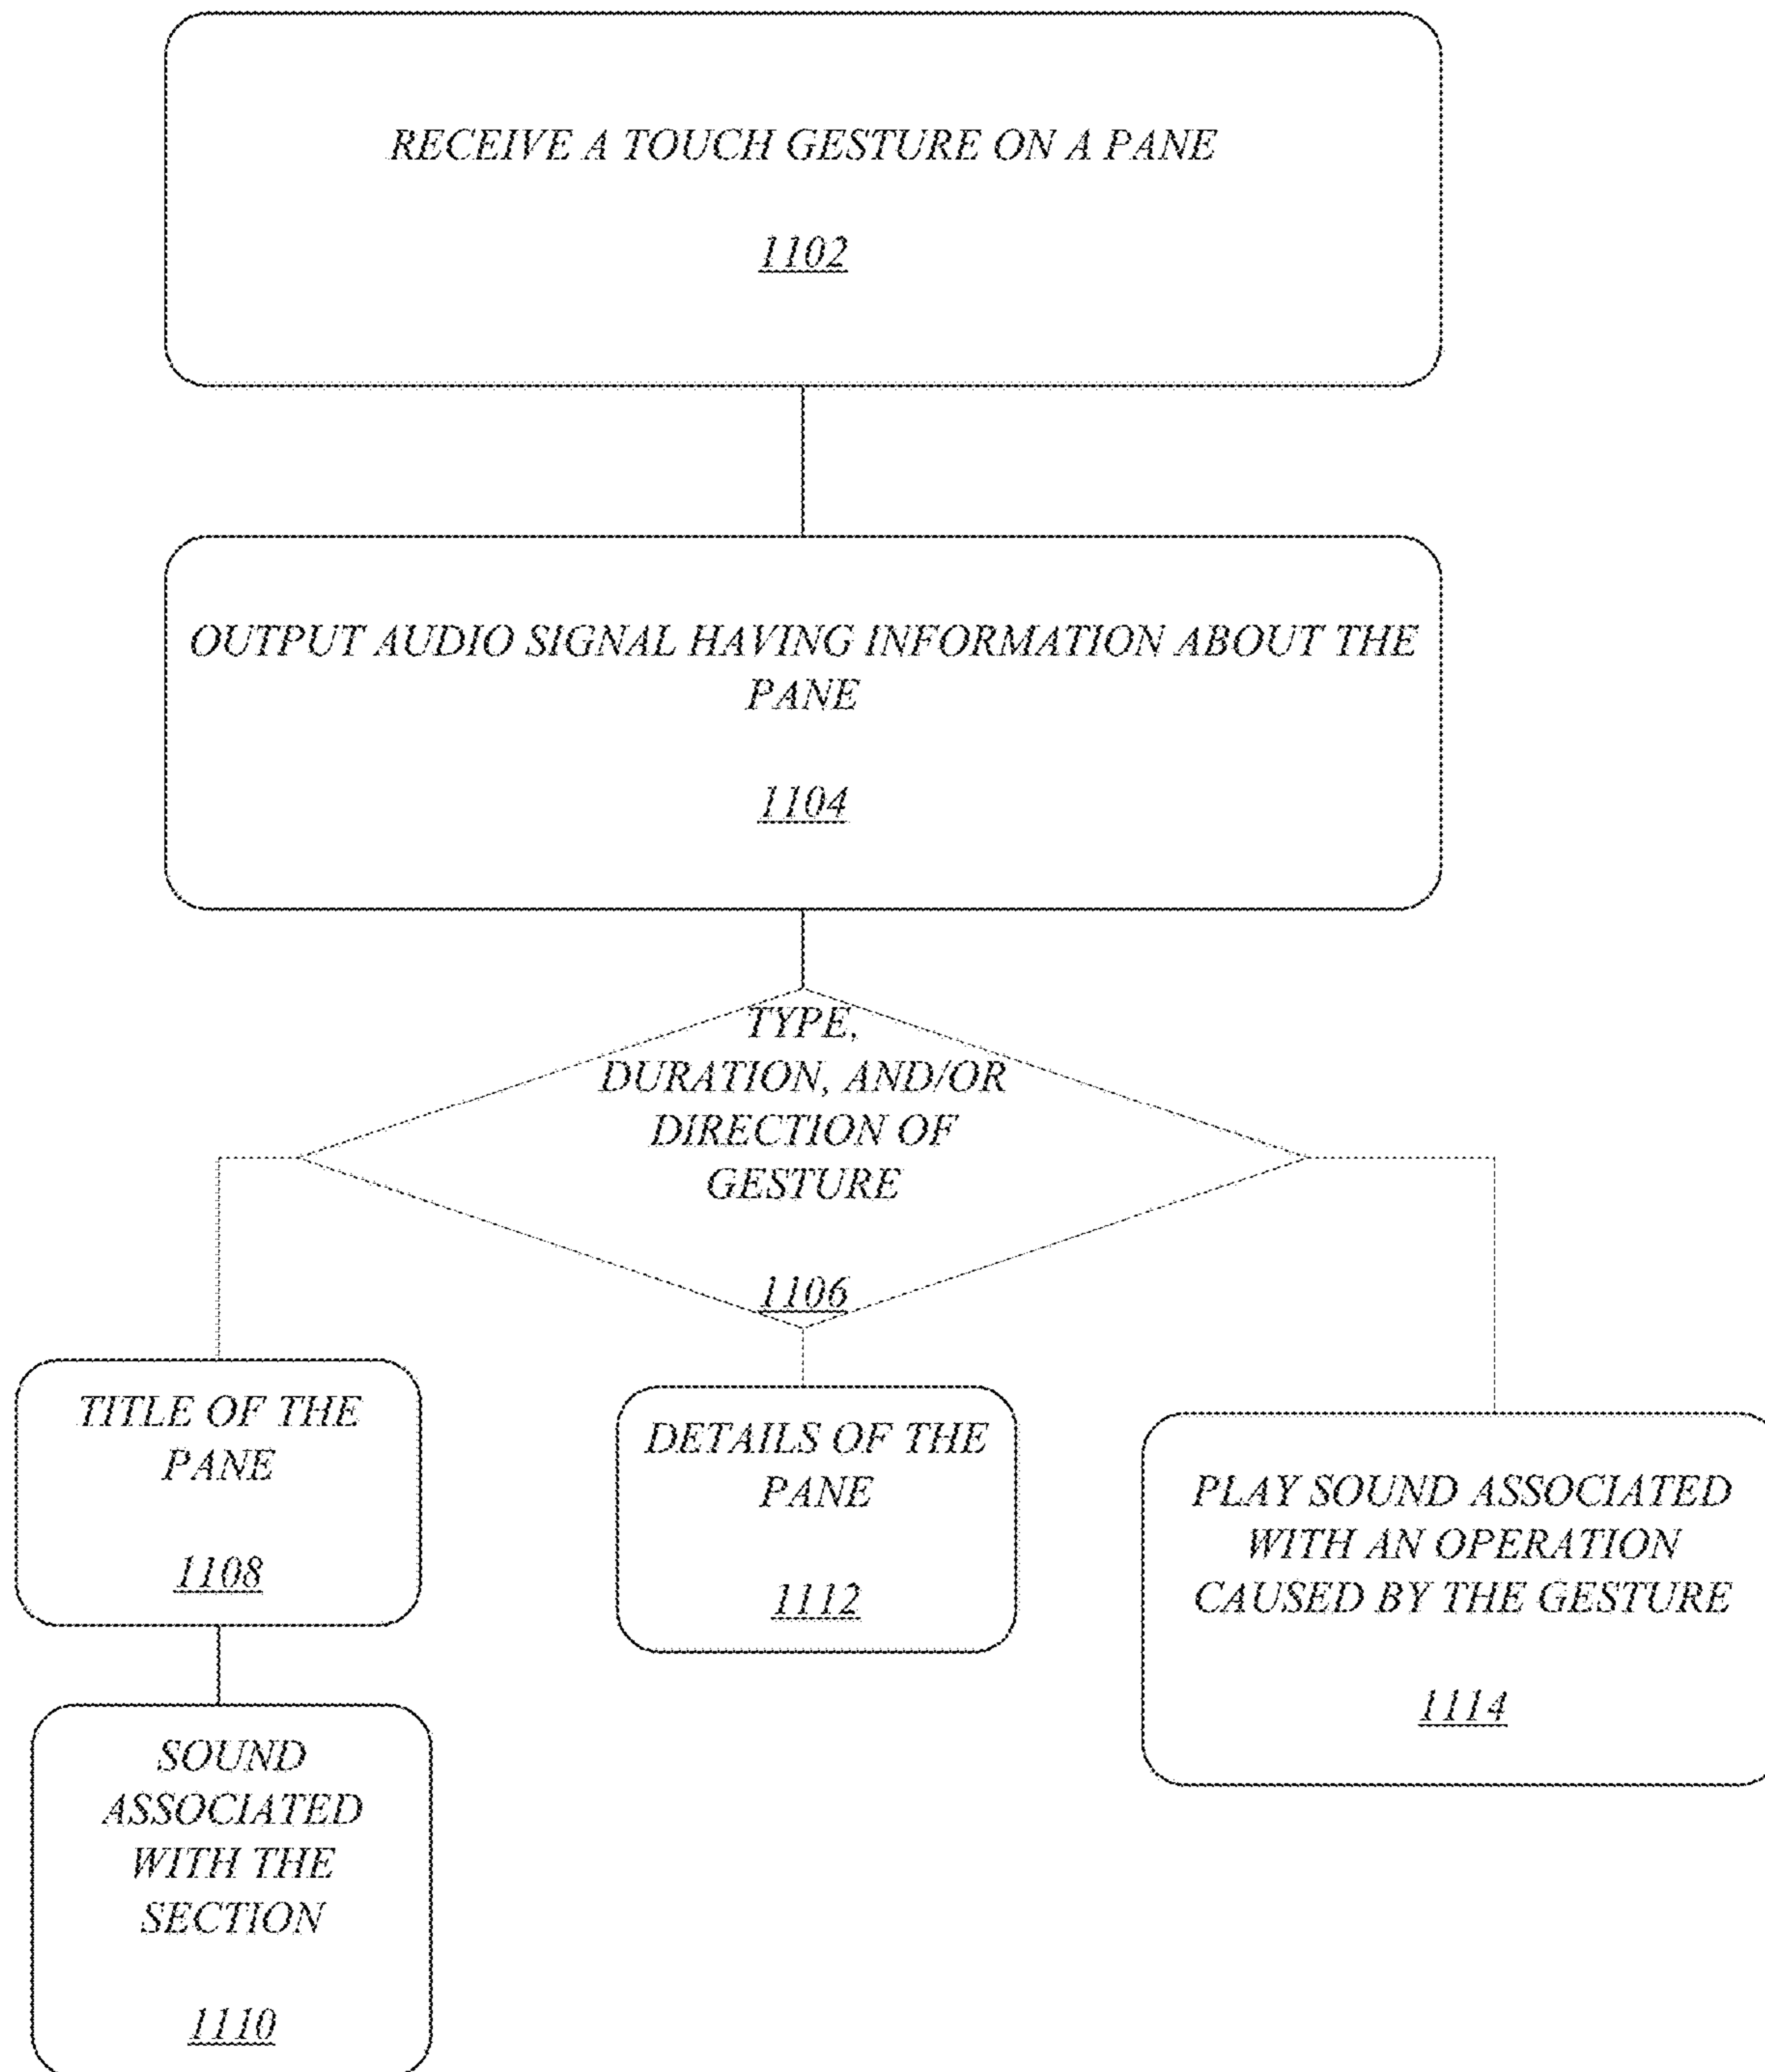 RECEIVE A TOUCH GESTURE ON A PANE
1102
OUTPUT AUDIO SIGNAL HAVING INFORMATION ABOUT THE
PANE
1104
TYPE,
DURATION, AND/OR
DIRECTION OF
GESTURE
1106
TITLE OF THE
PANE
1108
SOUND
ASSOCIATED
WITH THE
SECTION
1110
DETAILS OF THE
PANE
1112
PLAY SOUND ASSOCIATED
WITH AN OPERATION
CAUSED BY THE GESTURE
1114